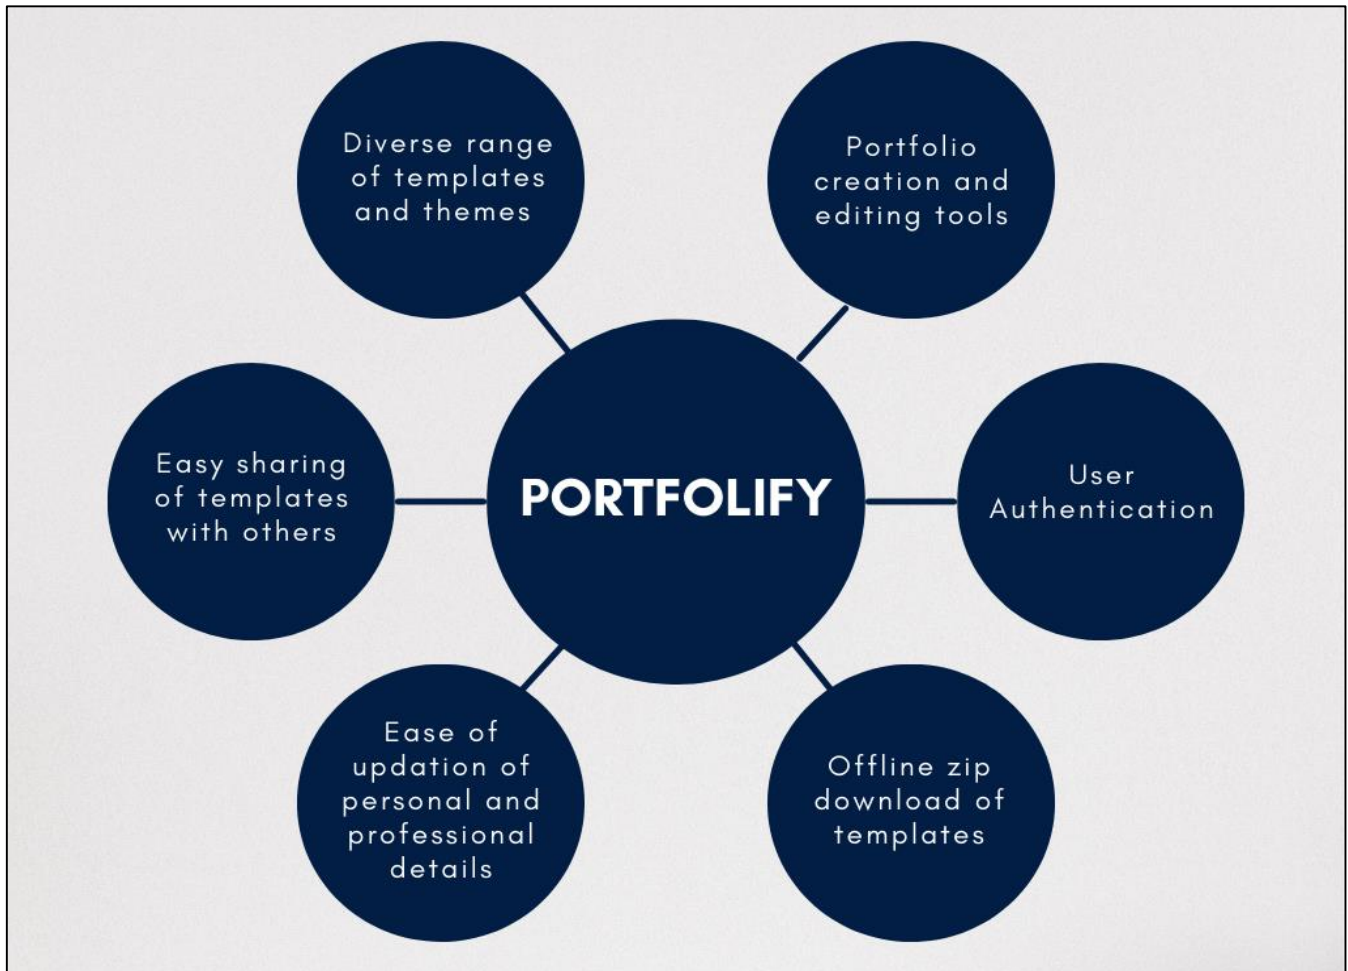 Diverse range
of templates
and themes
Portfolio
creation and
editing tools
Easy sharing
of templates
with others
PORTFOLIFY
User
Authentication
Ease of
updation of
personal and
professional
details
Offline zip
download of
templates